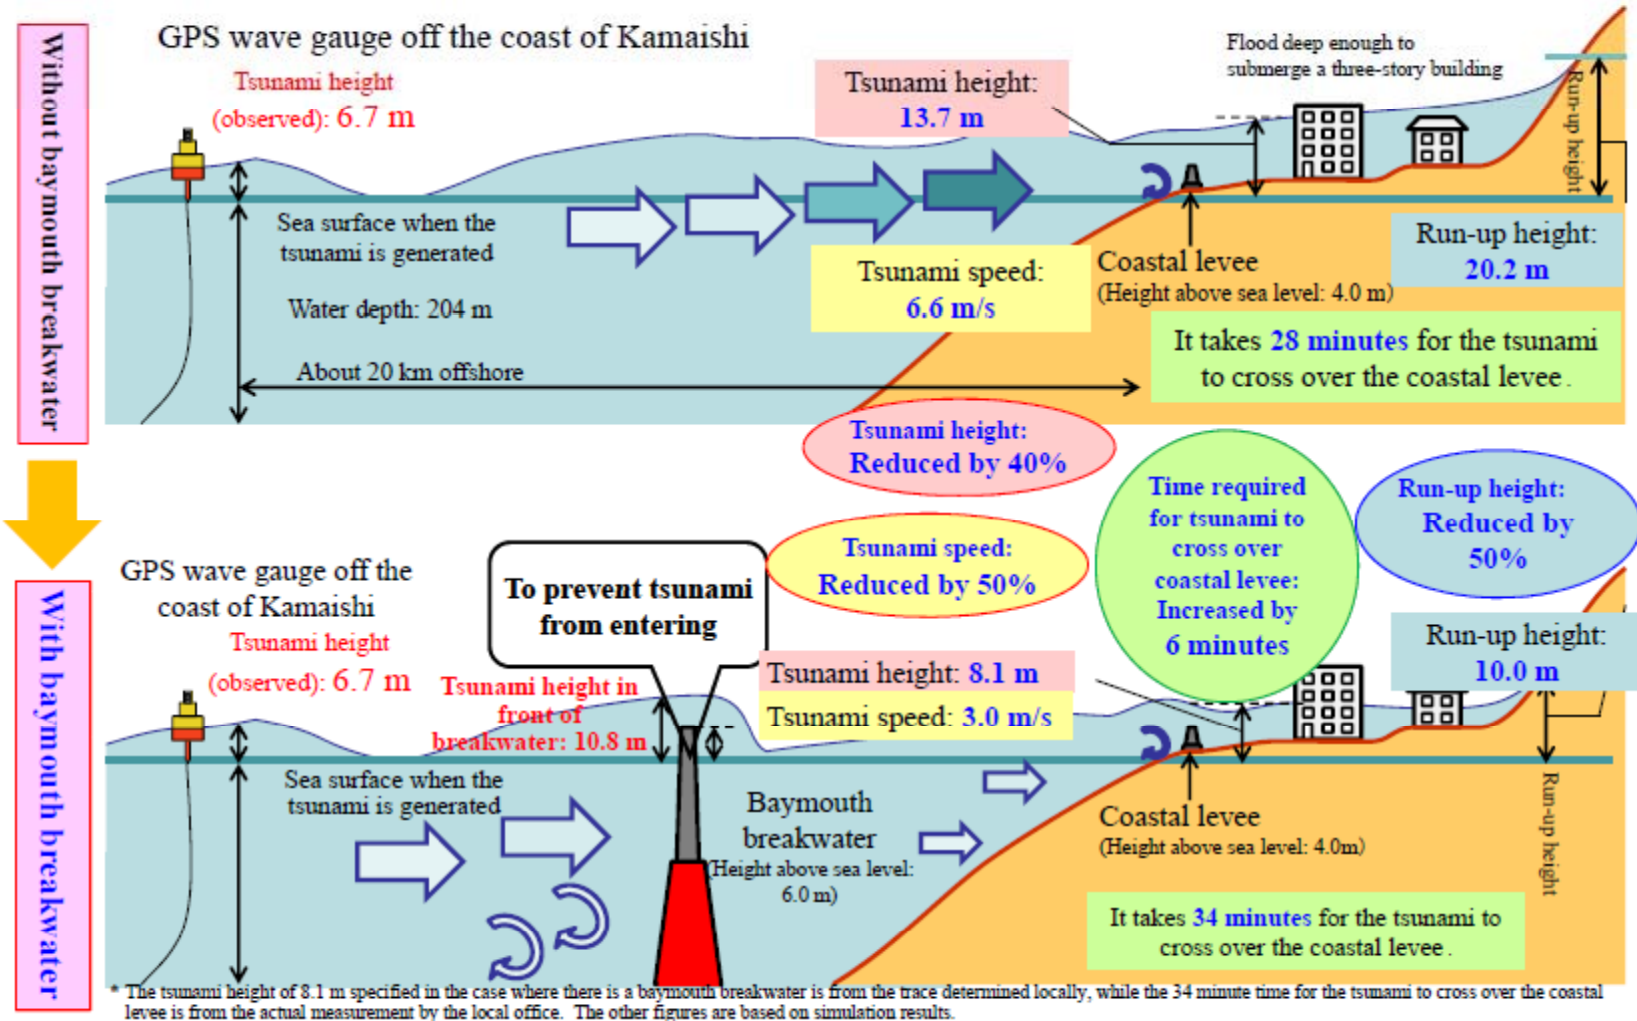 Without baymouth breakwater
GPS wave gauge off the coast of Kamaishi
Tsunami height
(observed): 6.7 m
Tsunami height:
13.7 m
Flood deep enough to
submerge a three-story building
Run-up height
Sea surface when the
tsunami is generated
Water depth: 204 m
About 20 km offshore
Tsunami speed:
6.6 m/s
Coastal levee
(Height above sea level: 4.0 m)
Run-up height:
20.2 m
It takes 28 minutes for the tsunami
to cross over the coastal levee.
Tsunami height:
Reduced by 40%
Tsunami speed:
Reduced by 50%
Time required
for tsunami to
cross over
coastal levee:
Increased by
6 minutes
Run-up height:
Reduced by
50%
With baymouth breakwater
GPS wave gauge off the
coast of Kamaishi
Tsunami height
(observed): 6.7 m
To prevent tsunami
from entering
Tsunami height in
front of
breakwater: 10.8 m
Tsunami height: 8.1 m
Tsunami speed: 3.0 m/s
Run-up height:
10.0 m
Sea surface when the
tsunami is generated
Baymouth
breakwater
(Height above sea level:
6.0 m)
Coastal levee
(Height above sea level: 4.0m)
Run-up height
It takes 34 minutes for the tsunami to
cross over the coastal levee.
* The tsunami height of 8.1 m specified in the case where there is a baymouth breakwater is from the trace determined locally, while the 34 minute time for the tsunami to cross over the coastal
levee is from the actual measurement by the local office. The other figures are based on simulation results.